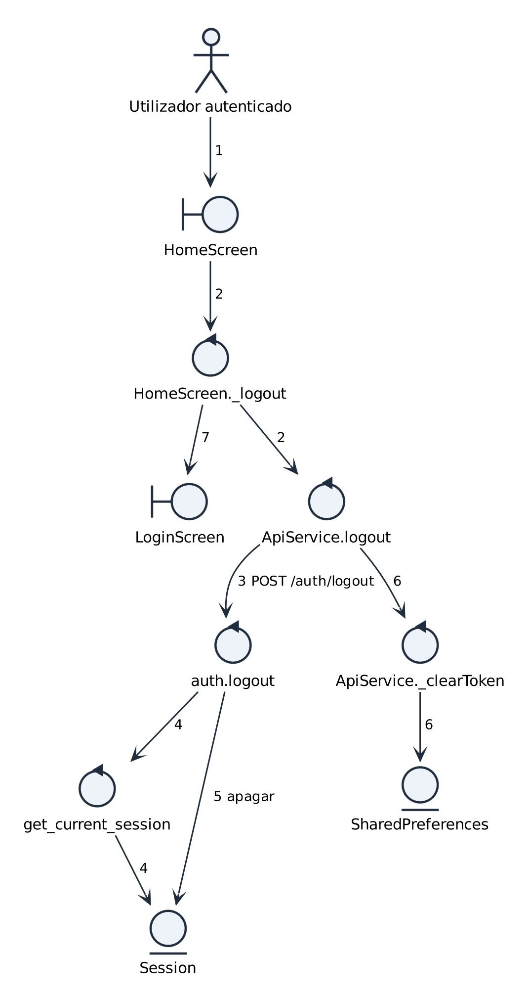 Utilizador autenticado
1
HomeScreen
2
HomeScreen._logout
7
2
LoginScreen
ApiService.logout
3 POST /auth/logout
6
auth.logout
ApiService._clearToken
4
6
5 apagar
get_current_session
SharedPreferences
4
Session